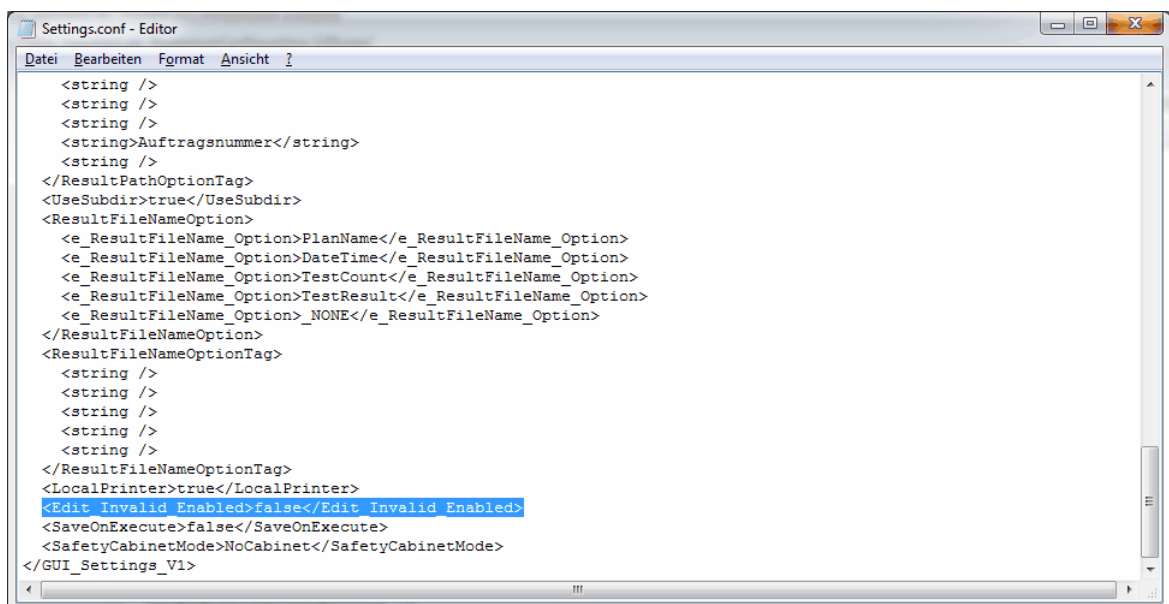 Settings.conf - Editor
Datei Bearbeiten Format Ansicht ?
<string />
<string />
<string />
<string>Auftragsnummer</string>
<string />
</ResultPathOptionTag>
<UseSubdir>true</UseSubdir>
<ResultFileNameOption>
<e_ResultFileName_Option>PlanName</e_ResultFileName_Option>
<e_ResultFileName_Option>DateTime</e_ResultFileName_Option>
<e_ResultFileName_Option>TestCount</e_ResultFileName_Option>
<e_ResultFileName_Option>TestResult</e_ResultFileName_Option>
<e_ResultFileName_Option>_NONE</e_ResultFileName_Option>
</ResultFileNameOption>
<ResultFileNameOptionTag>
<string />
<string />
<string />
<string />
<string />
</ResultFileNameOptionTag>
<LocalPrinter>true</LocalPrinter>
<Edit_Invalid_Enabled>false</Edit_Invalid_Enabled>
<SaveOnExecute>false</SaveOnExecute>
<SafetyCabinetMode>NoCabinet</SafetyCabinetMode>
</GUI_Settings_V1>